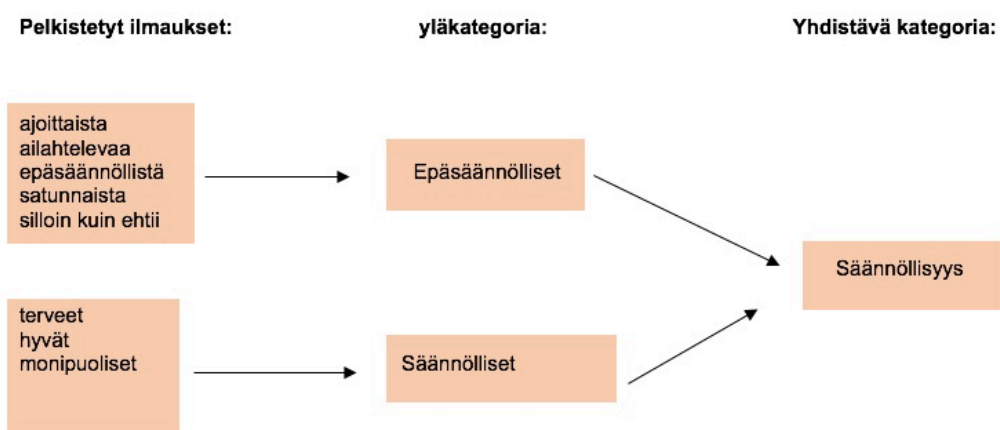 Pelkistetyt ilmaukset:
yläkategoria:
Yhdistävä kategoria:
ajoittaista
ailahtelevaa
epäsäännöllistä
satunnaista
silloin kuin ehtii
Epäsäännölliset
Säännöllisyys
terveet
hyvät
monipuoliset
Säännölliset